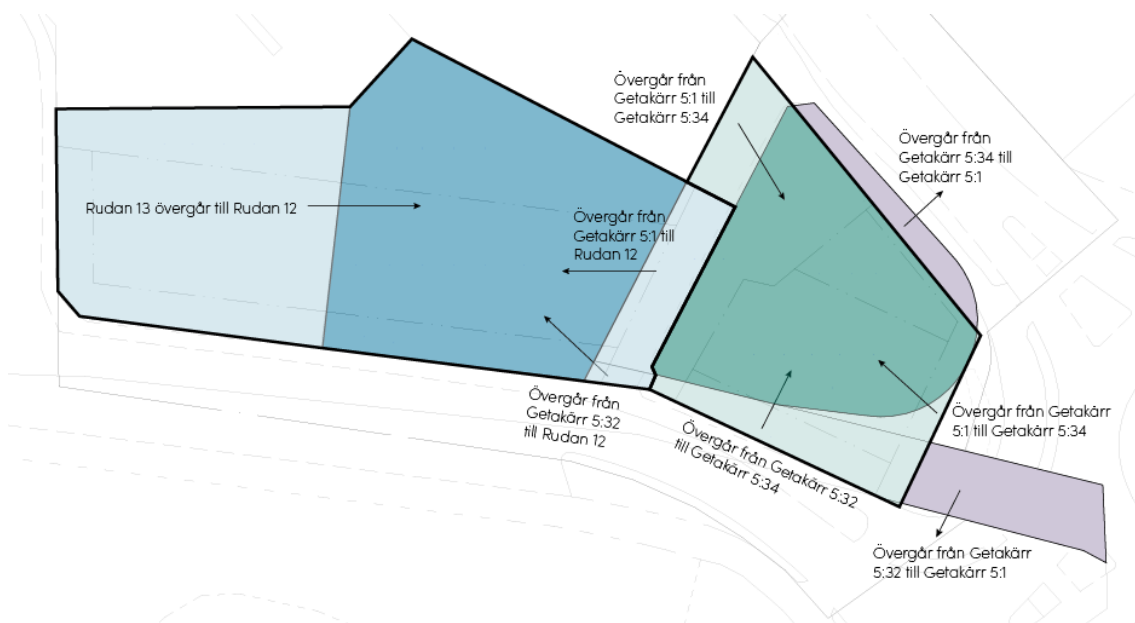 Övergår från
Getakärr 5:1 till
Getakärr 5:34
Övergår från
Getakärr 5:34 till
Getakärr 5:1
Rudan 13 övergår till Rudan 12
Övergår från
Getakärr 5:1 till
Rudan 12
Övergår från
Getakärr 5:32
till Rudan 12
Övergår från Getakärr 5:32
till Getakärr 5:34
Övergår från Getakärr
5:1 till Getakärr 5:34
Övergår från Getakärr
5:32 till Getakärr 5:1